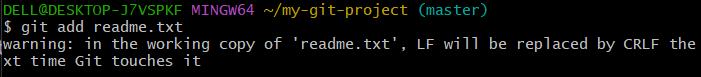 DELL@DESKTOP-J7VSPKF MINGW64 ~/my-git-project (master)
$ git add readme.txt
warning: in the working copy of 'readme.txt', LF will be replaced by CRLF the ne
xt time Git touches it